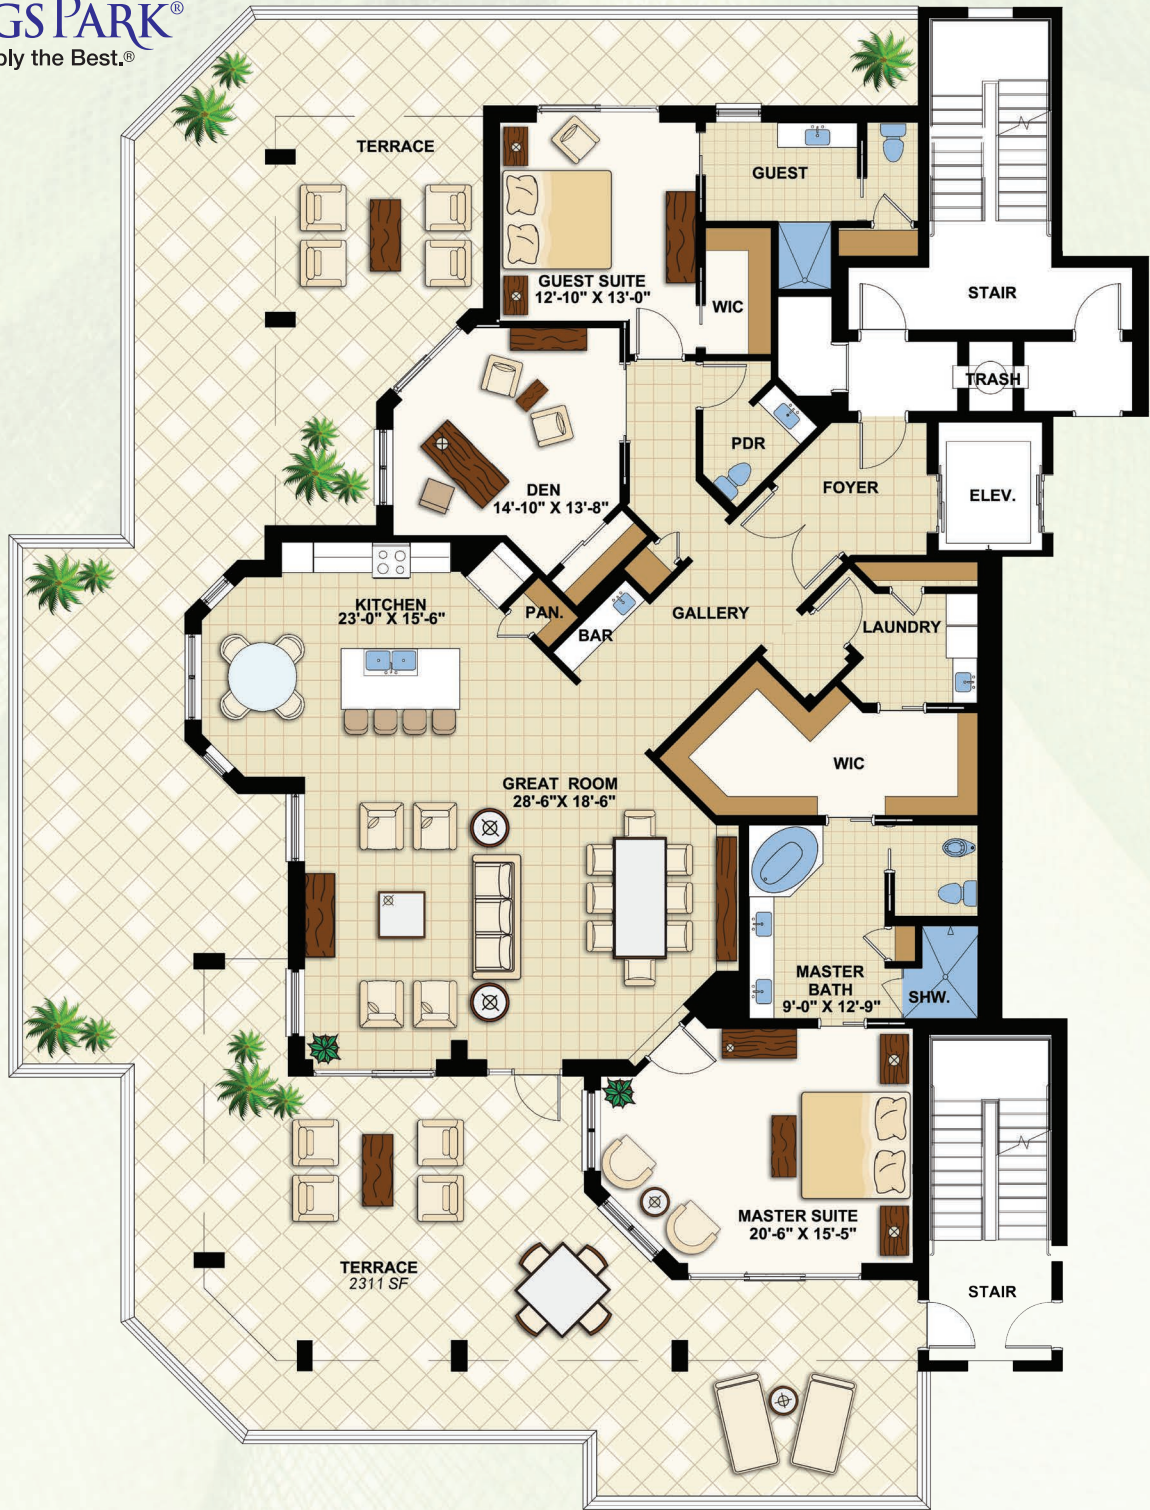 GS PARK®
ply the Best.®
TERRACE
GUEST
GUEST SUITE
12'-10" X 13'-0"
WIC
STAIR
TRASH
PDR
FOYER
ELEV.
DEN
14'-10" X 13'-8"
KITCHEN
23'-0" X 15'-6"
PAN.
BAR
GALLERY
LAUNDRY
WIC
GREAT ROOM
28'-6"X 18'-6"
MASTER
BATH
9'-0" X 12'-9"
SHW.
MASTER SUITE
20'-6" X 15'-5"
TERRACE
2311 SF
STAIR